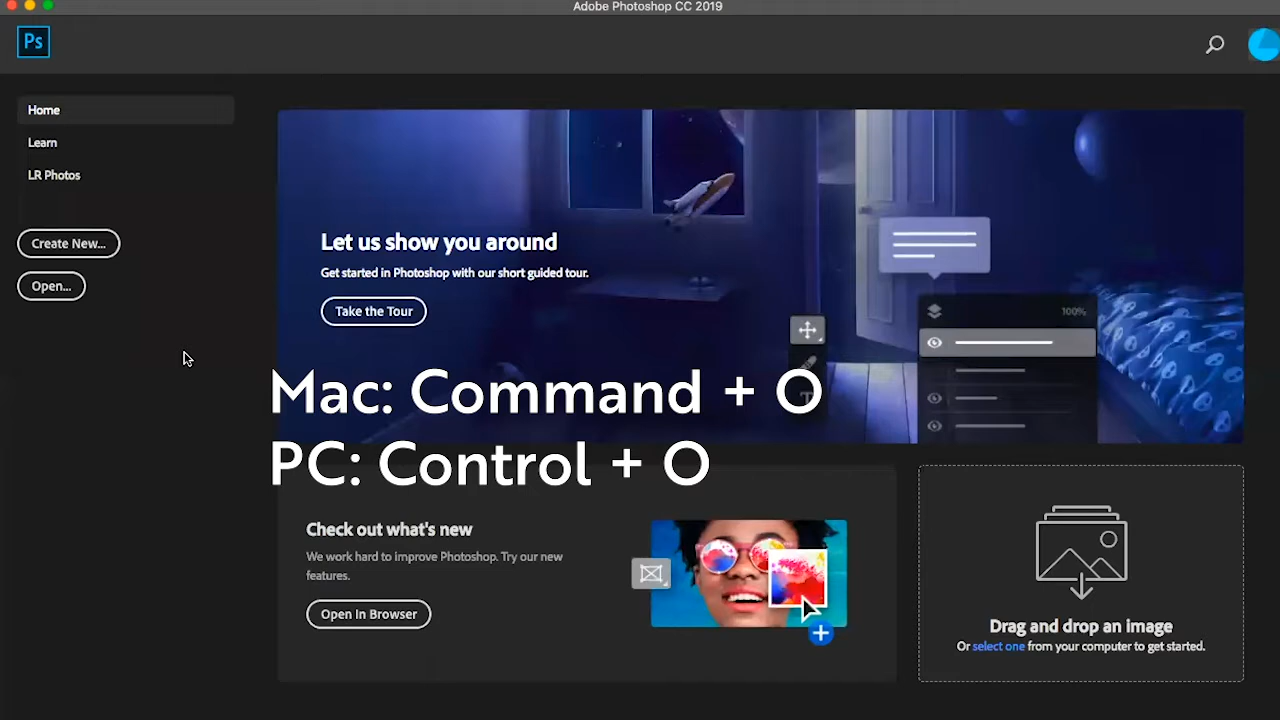 Adobe Photoshop CC 2019
Ps
Home
Learn
LR Photos
Create New...
Open...
Let us show you around
Get started in Photoshop with our short guided tour.
Take the Tour
100%
T
Mac: Command + O
PC: Control + O
Check out what's new
We work hard to improve Photoshop. Try our new
features.
Open in Browser
Drag and drop an image
Or select one from your computer to get started.